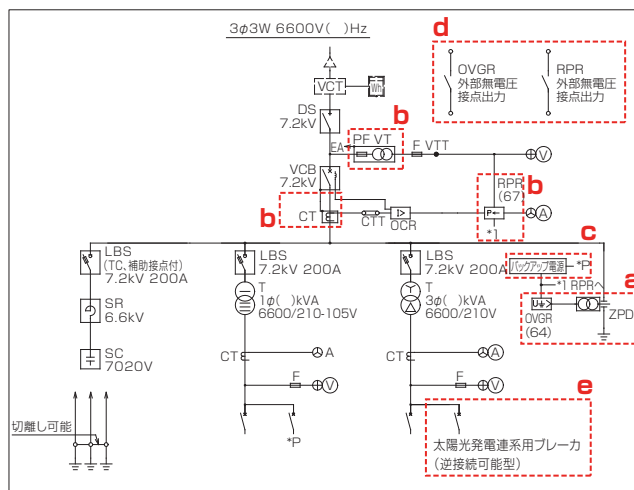 3φ3W 6600V( )Hz
VCT
Wh
DS
7.2kV
EA
PF VT
F VTT
V
VCB
7.2kV
b
CT
CTT
I>
OCR
b
RPR
(67)
P←
*1
A
b
d
OVGR
外部無電圧
接点出力
RPR
外部無電圧
接点出力
LBS
(TC、補助接点付)
7.2kV 200A
SR
6.6kV
SC
7020V
切離し可能
LBS
7.2kV 200A
T
1φ( )kVA
6600/210-105V
CT
A
F
V
*P
LBS
7.2kV 200A
T
3φ( )kVA
6600/210V
CT
A
F
V
c
バックアップ電源
*P
*1 RPRへ
a
U
OVGR
(64)
ZPD
e
太陽光発電連系用ブレーカ
(逆接続可能型)